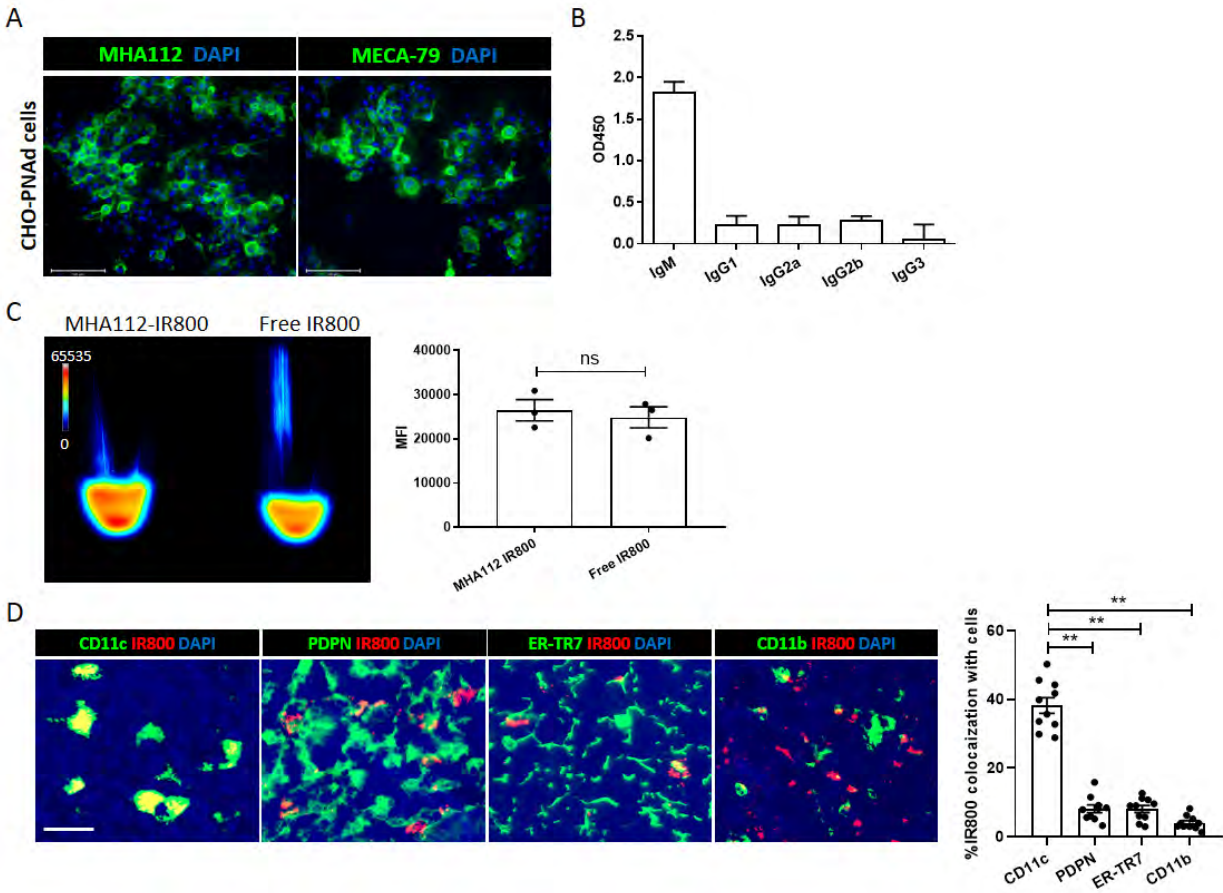 A
MHA112 DAPI
MECA-79 DAPI
CHO-PNAd cells
B
OD450
2.5
2.0
1.5
1.0
0.5
0.0
IgM
IgG1
IgG2a
IgG2b
IgG3
C
MHA112-IR800
Free IR800
65535
0
MFI
40000
30000
20000
10000
0
ns
MHA112 IR800
Free IR800
D
CD11c IR800 DAPI
PDPN IR800 DAPI
ER-TR7 IR800 DAPI
CD11b IR800 DAPI
%IR800 colocaization with cells
60
40
20
0
**
**
**
CD11c
PDPN
ER-TR7
CD11b